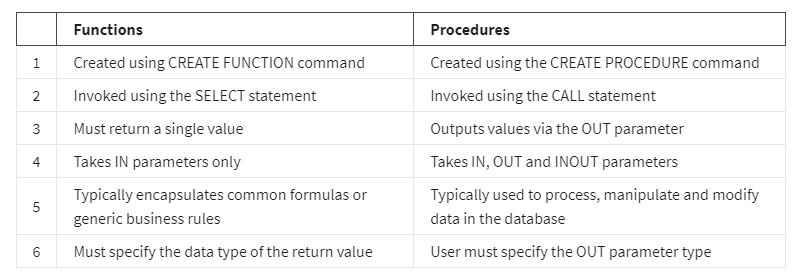 Functions Procedures
1 Created using CREATE FUNCTION command Created using the CREATE PROCEDURE command
2 Invoked using the SELECT statement Invoked using the CALL statement
3 Must return a single value Outputs values via the OUT parameter
4 Takes IN parameters only Takes IN, OUT and INOUT parameters
5 Typically encapsulates common formulas or
generic business rules Typically used to process, manipulate and modify
data in the database
6 Must specify the data type of the return value User must specify the OUT parameter type